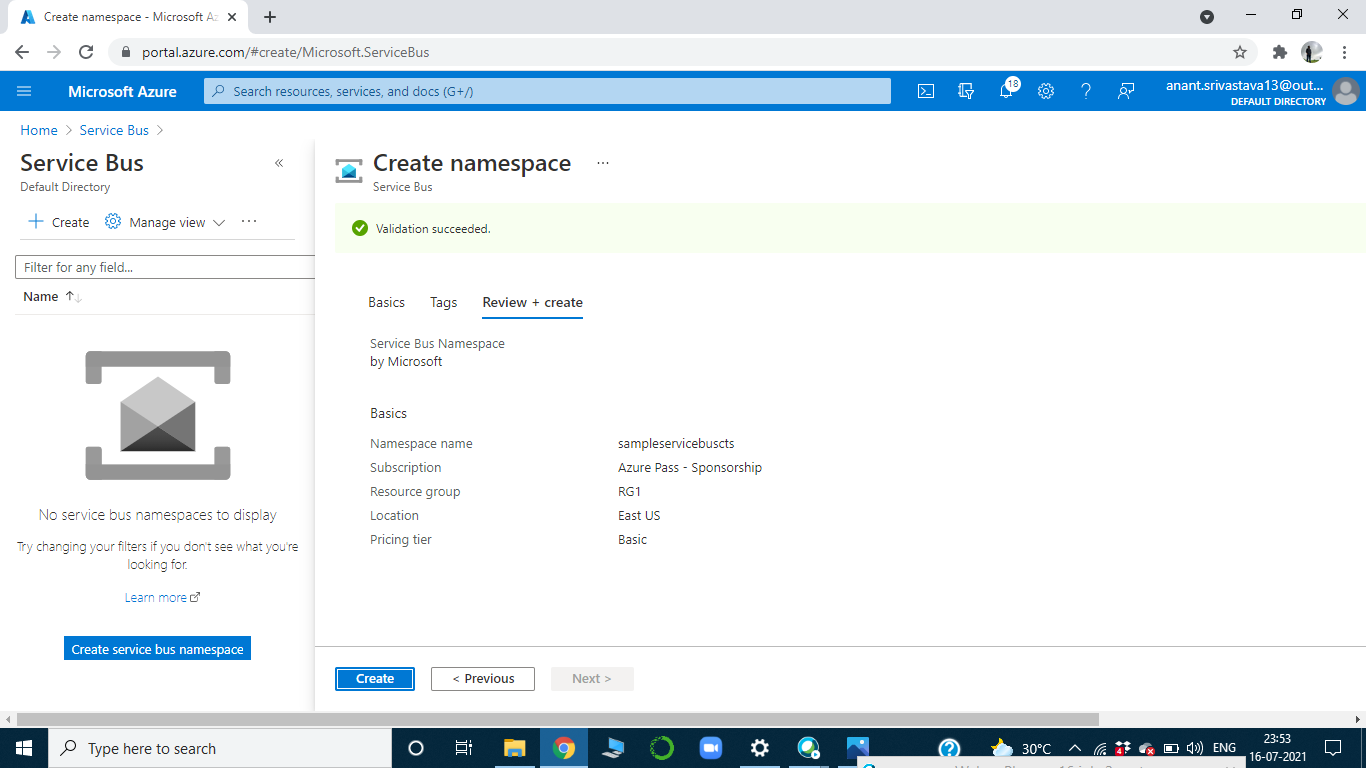 Create namespace - Microsoft Az
portal.azure.com/#create/Microsoft.ServiceBus
Microsoft Azure
Search resources, services, and docs (G+/)
18
anant.srivastava13@out...
DEFAULT DIRECTORY
Home > Service Bus >
Service Bus
Default Directory
Create namespace ...
Service Bus
+ Create
Manage view
...
Validation succeeded.
Filter for any field...
Name
Basics
Tags
Review + create
Service Bus Namespace
by Microsoft
Basics
Namespace name sampleservicebuscts
Subscription Azure Pass - Sponsorship
Resource group RG1
Location East US
Pricing tier Basic
No service bus namespaces to display
Try changing your filters if you don't see what you're
looking for.
Learn more
Create service bus namespace
Create
< Previous
Next >
Type here to search
30°C
4
ENG
23:53
16-07-2021